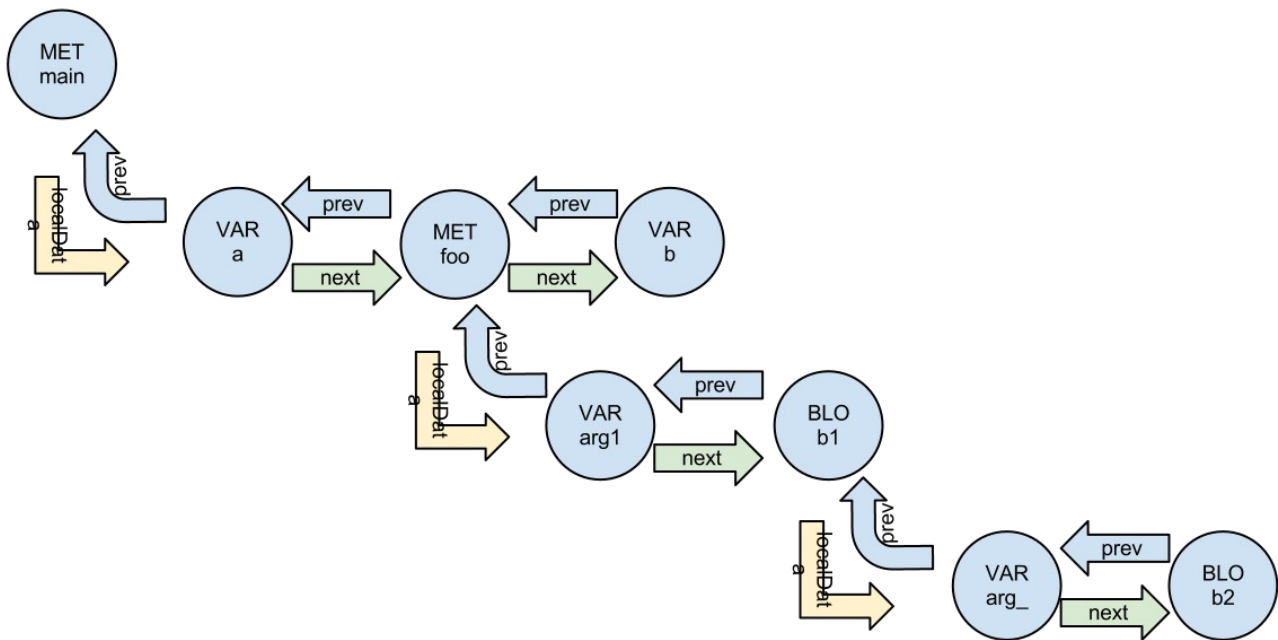 MET
main
prev
localDat
a
VAR
a
prev
next
MET
foo
prev
next
VAR
b
prev
localDat
a
VAR
arg1
prev
next
BLO
b1
prev
localDat
a
VAR
arg_
prev
next
BLO
b2